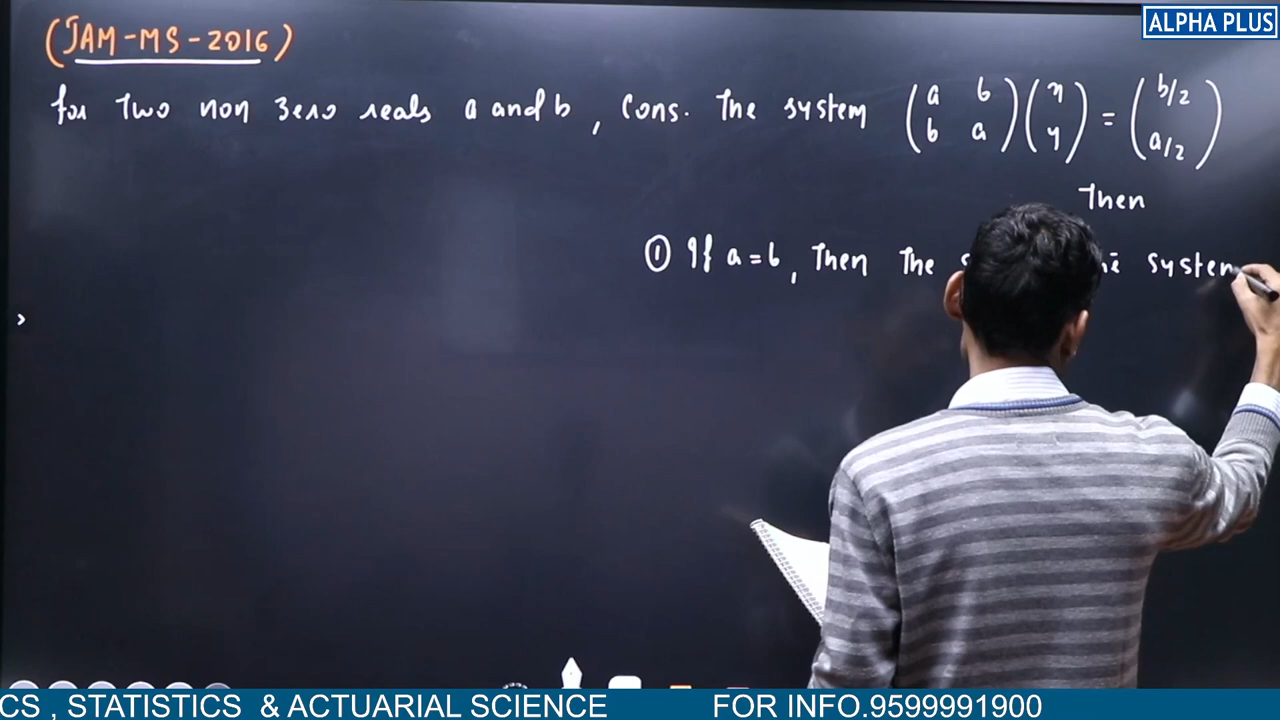 ALPHA PLUS
(JAM-MS-2016)
for Two non zero reals a and b, Cons. The system (a b b a)(x y) = (b/2 a/2)
Then
① If a = b, Then the system
CS , STATISTICS & ACTUARIAL SCIENCE FOR INFO.9599991900